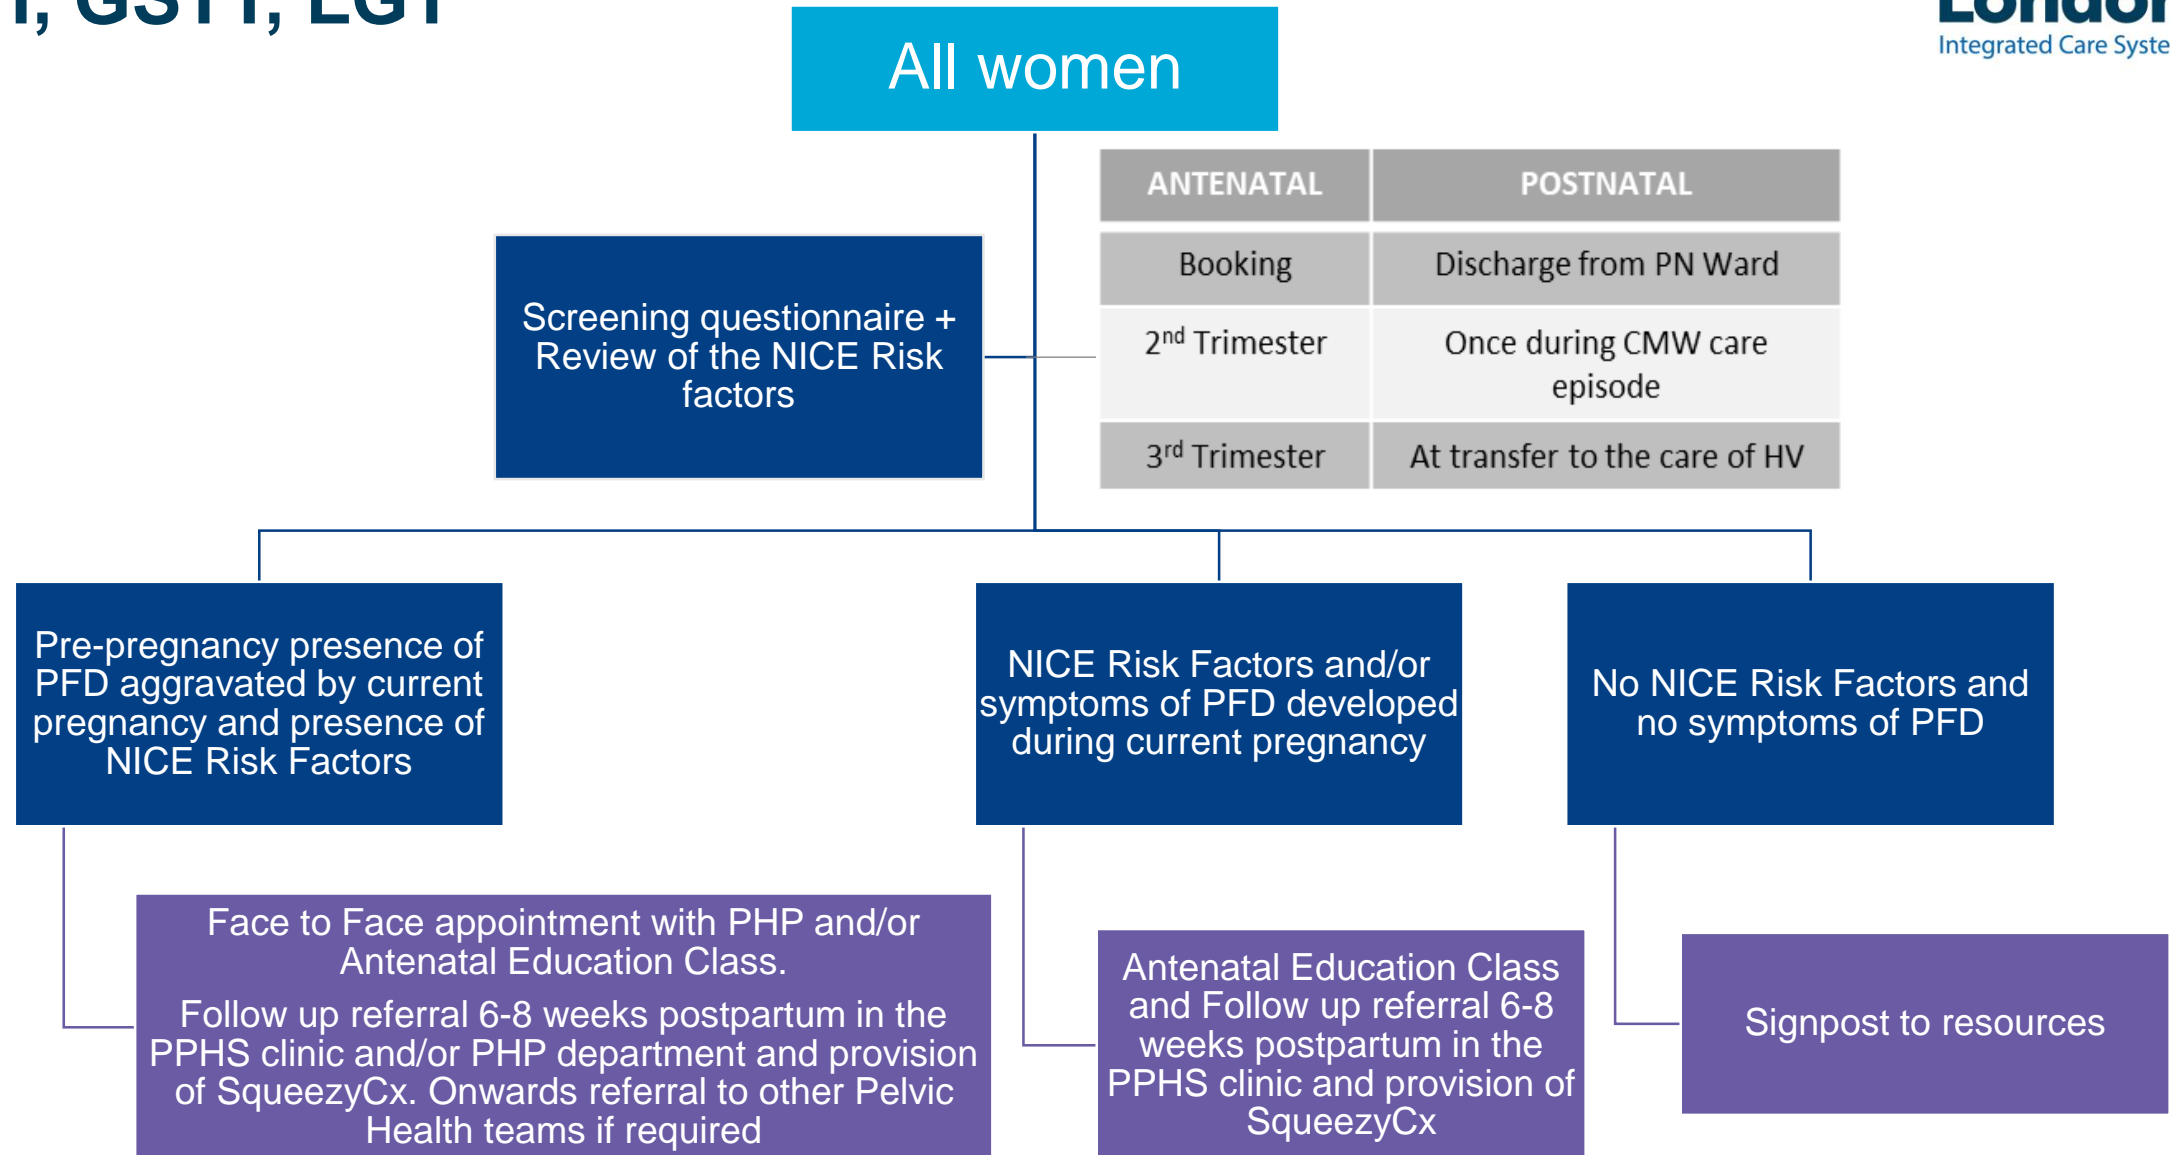 GSTT, LGT
London
Integrated Care Syste
All women
ANTENATAL POSTNATAL
Booking Discharge from PN Ward
2nd Trimester Once during CMW care
episode
3rd Trimester At transfer to the care of HV
Screening questionnaire +
Review of the NICE Risk
factors
Pre-pregnancy presence of
PFD aggravated by current
pregnancy and presence of
NICE Risk Factors
NICE Risk Factors and/or
symptoms of PFD developed
during current pregnancy
No NICE Risk Factors and
no symptoms of PFD
Face to Face appointment with PHP and/or
Antenatal Education Class.
Follow up referral 6-8 weeks postpartum in the
PPHS clinic and/or PHP department and provision
of SqueezyCx. Onwards referral to other Pelvic
Health teams if required
Antenatal Education Class
and Follow up referral 6-8
weeks postpartum in the
PPHS clinic and provision of
SqueezyCx
Signpost to resources